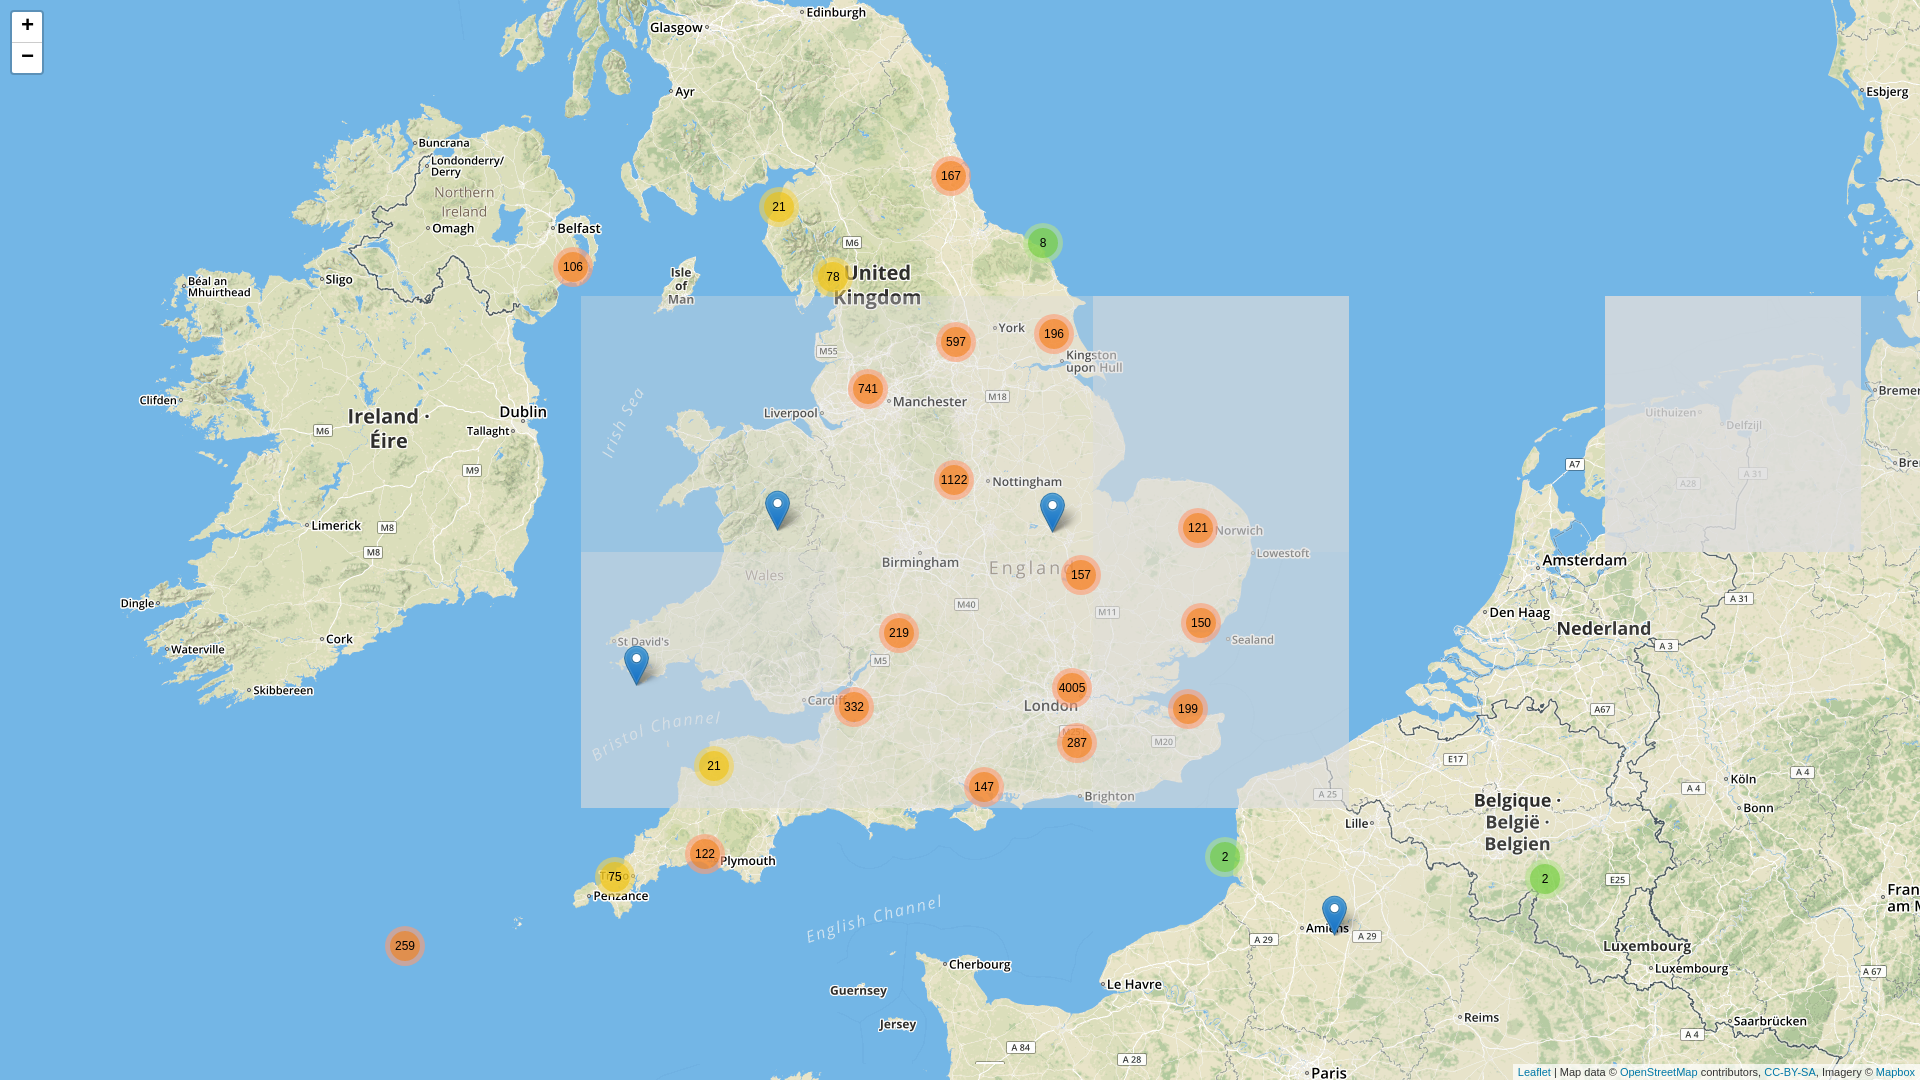 +
−
Edinburgh
Glasgow
Ayr
Esbjerg
Buncrana
Londonderry/
Derry
Northern
Ireland
Omagh
Belfast
106
167
21
8
M6
78
United
Kingdom
Isle
of
Man
Sligo
Béal an
Mhuirthead
York
196
597
Kingston
upon Hull
M55
741
Manchester
M18
Liverpool
Irish Sea
Clifden
Ireland ·
Éire
Dublin
Tallaght
M6
M9
Uithuizen
Delfzijl
A 31
A28
A7
1122
Nottingham
121
Norwich
Lowestoft
Limerick
M8
M8
Birmingham
157
Wales
M40
M11
Amsterdam
A 31
Den Haag
Nederland
A 3
Dingle
Waterville
Cork
Skibbereen
St David's
219
M5
150
Sealand
4005
London
199
287
M20
332
Bristol Channel
21
147
Brighton
A67
E17
A 25
Köln
A 4
A 4
Bonn
Lille
Belgique ·
België ·
Belgien
122
Plymouth
75
Penzance
2
2
E25
259
English Channel
Amiens
A 29
A 29
Luxembourg
Luxembourg
A 67
Cherbourg
Le Havre
Guernsey
Jersey
Reims
Saarbrücken
A 84
A 28
A 4
Paris
Leaflet | Map data © OpenStreetMap contributors, CC-BY-SA, Imagery © Mapbox